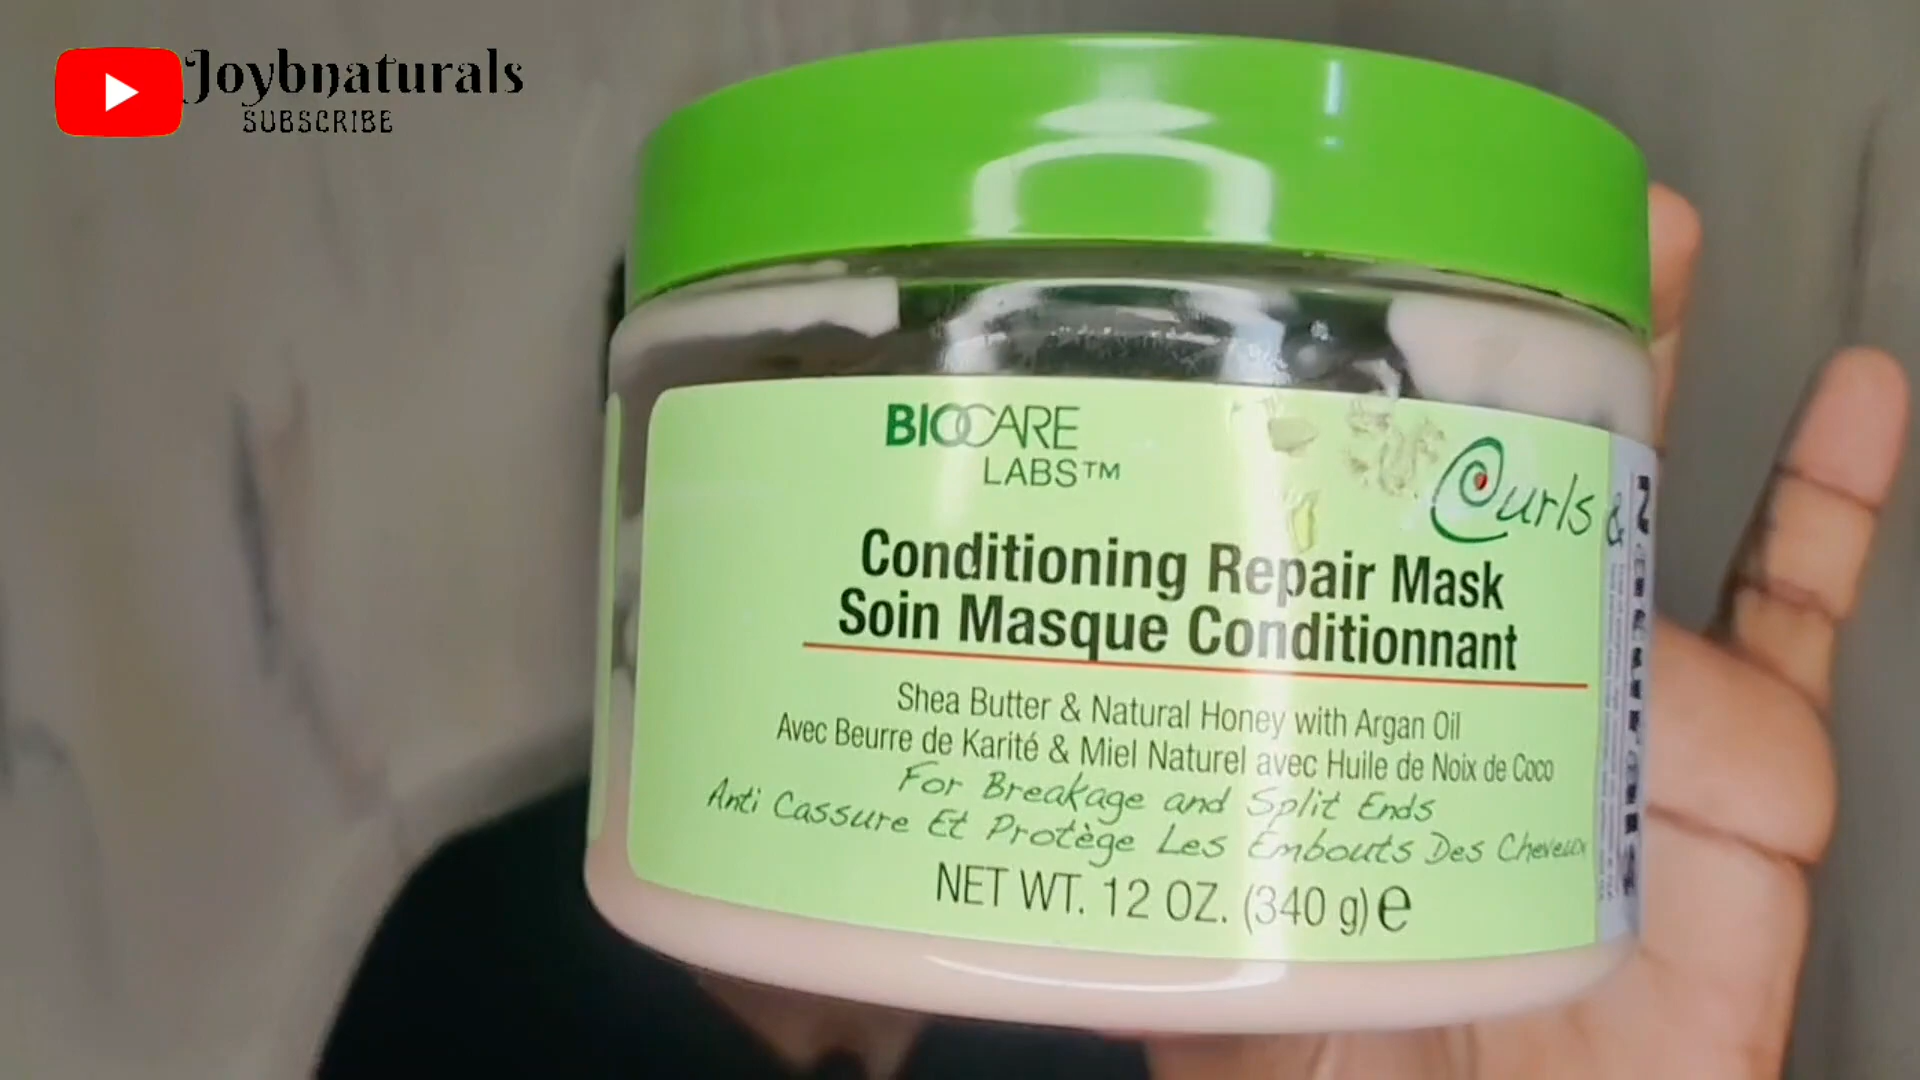 Joybnaturals
SUBSCRIBE
BIOCARE
LABS™
Curls &
Conditioning Repair Mask
Soin Masque Conditionnant
Shea Butter & Natural Honey with Argan Oil
Avec Beurre de Karité & Miel Naturel avec Huile de Noix de Coco
For Breakage and Split Ends
Anti Cassure Et Protège Les Embouts Des Cheveux
NET WT. 12 OZ. (340 g) e